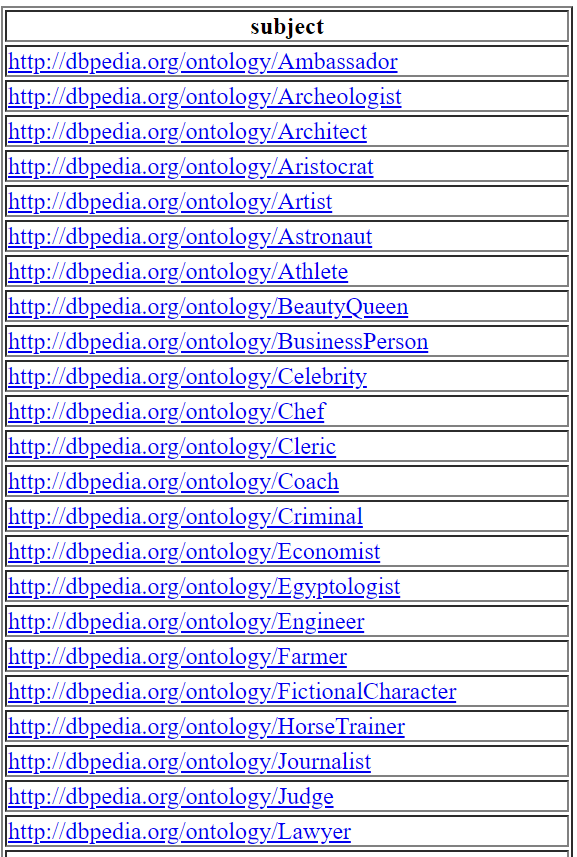 subject
http://dbpedia.org/ontology/Ambassador
http://dbpedia.org/ontology/Archeologist
http://dbpedia.org/ontology/Architect
http://dbpedia.org/ontology/Aristocrat
http://dbpedia.org/ontology/Artist
http://dbpedia.org/ontology/Astronaut
http://dbpedia.org/ontology/Athlete
http://dbpedia.org/ontology/BeautyQueen
http://dbpedia.org/ontology/BusinessPerson
http://dbpedia.org/ontology/Celebrity
http://dbpedia.org/ontology/Chef
http://dbpedia.org/ontology/Cleric
http://dbpedia.org/ontology/Coach
http://dbpedia.org/ontology/Criminal
http://dbpedia.org/ontology/Economist
http://dbpedia.org/ontology/Egyptologist
http://dbpedia.org/ontology/Engineer
http://dbpedia.org/ontology/Farmer
http://dbpedia.org/ontology/FictionalCharacter
http://dbpedia.org/ontology/HorseTrainer
http://dbpedia.org/ontology/Journalist
http://dbpedia.org/ontology/Judge
http://dbpedia.org/ontology/Lawyer